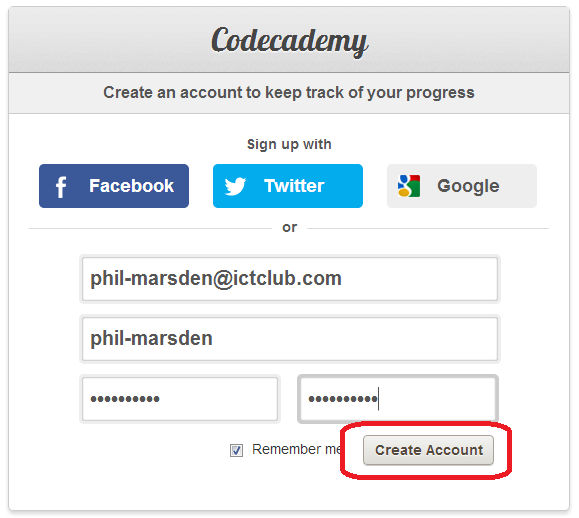 Codecademy
Create an account to keep track of your progress
Sign up with
Facebook Twitter Google
or
phil-marsden@ictclub.com
phil-marsden
•••••••••• ••••••••••
Remember me Create Account